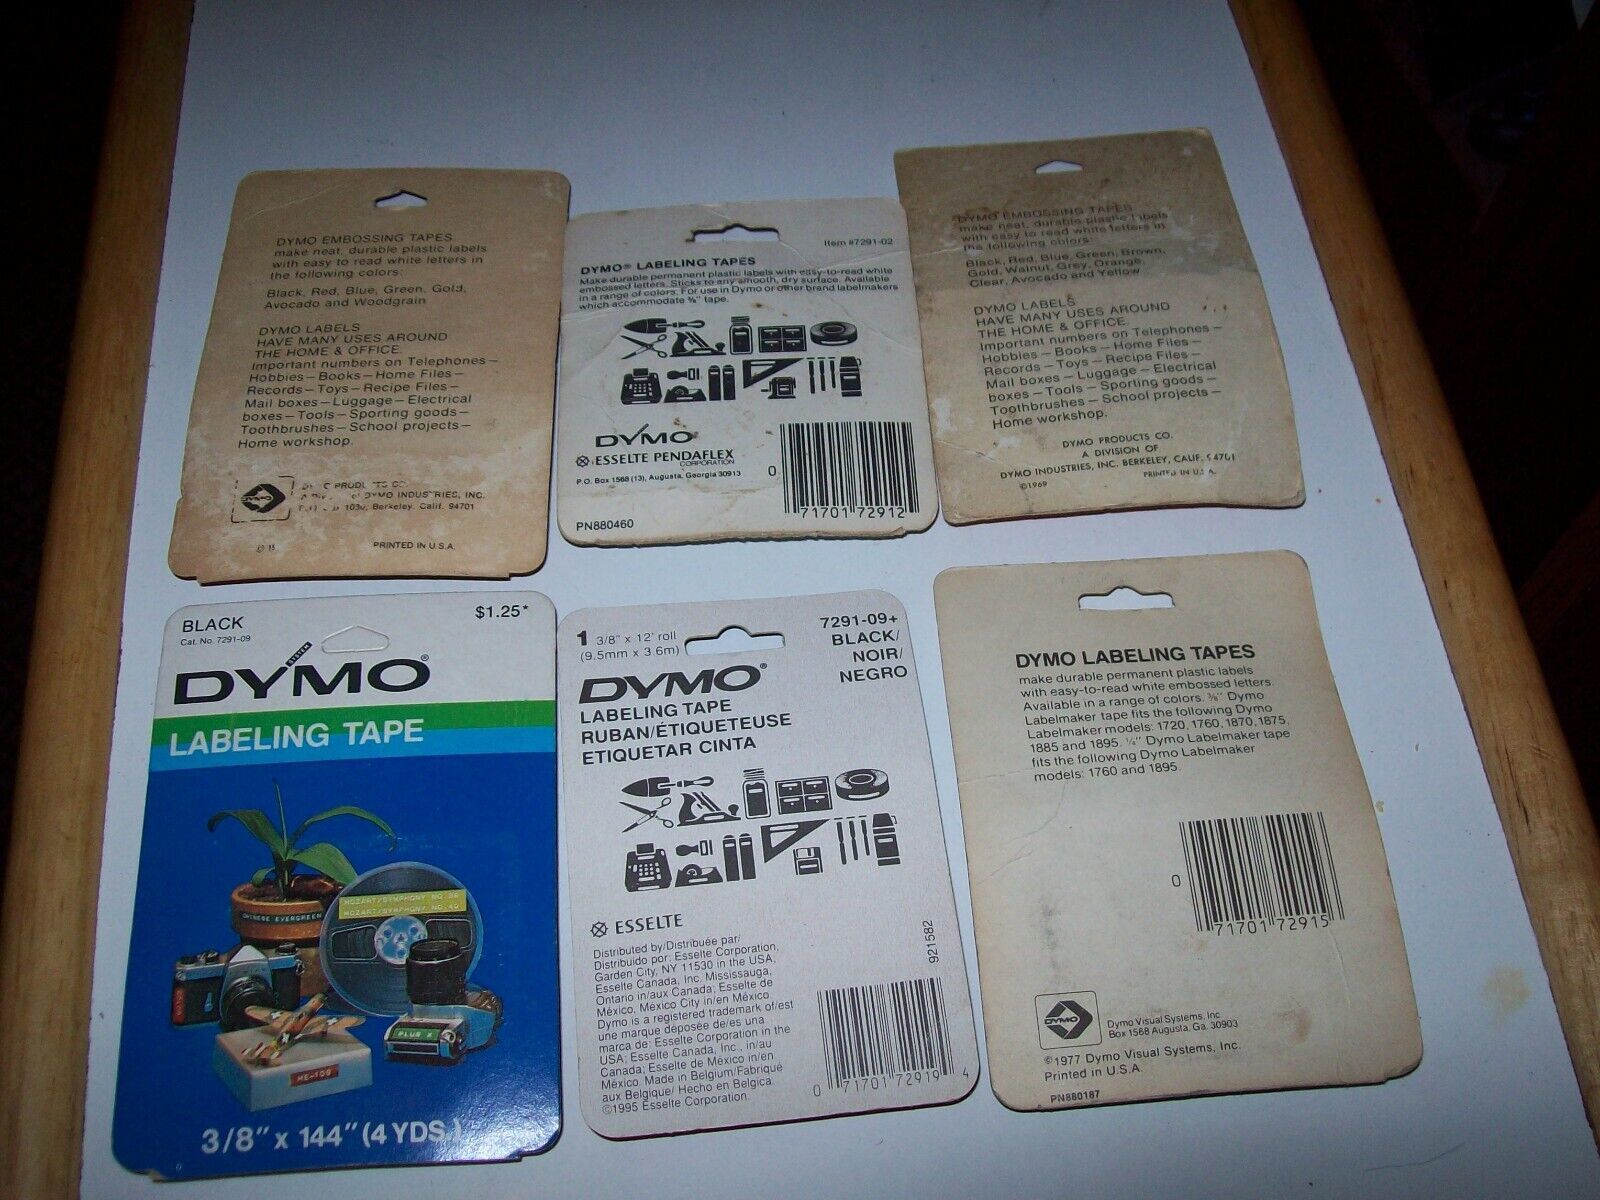 DYMO EMBOSSING TAPES
make neat, durable plastic labels
with easy to read white letters in
the following colors:
Black, Red, Blue, Green, Gold,
Avocado and Woodgrain
DYMO LABELS
HAVE MANY USES AROUND
THE HOME & OFFICE.
Important numbers on Telephones —
Hobbies — Books — Home Files —
Records — Toys — Recipe Files —
Mail boxes — Luggage — Electrical
boxes — Tools — Sporting goods —
Toothbrushes — School projects —
Home workshop.
DYMO
DYMO INDUSTRIES, INC.
Berkeley, Calif. 94701
PRINTED IN U.S.A.
Item #7291-02
DYMO® LABELING TAPES
Make durable permanent plastic labels with easy-to-read white
embossed letters. Sticks to any smooth, dry surface. Available
in a range of colors. For use in Dymo or other brand labelmakers
which accommodate ⅜" tape.
DYMO
ESSELTE PENDAFLEX
CORPORATION
P.O. Box 1568 (13), Augusta, Georgia 30913
PN880460
0 71701 72912
DYMO EMBOSSING TAPES
make neat, durable plastic labels
with easy to read white letters in
the following colors:
Black, Red, Blue, Green, Brown,
Gold, Walnut, Grey, Orange,
Clear, Avocado and Yellow
DYMO LABELS
HAVE MANY USES AROUND
THE HOME & OFFICE.
Important numbers on Telephones —
Hobbies — Books — Home Files —
Records — Toys — Recipe Files —
Mail boxes — Luggage — Electrical
boxes — Tools — Sporting goods —
Toothbrushes — School projects —
Home workshop.
DYMO PRODUCTS CO.
A DIVISION OF
DYMO INDUSTRIES, INC. BERKELEY, CALIF. 94701
©1969 PRINTED IN U.S.A.
BLACK
Cat. No. 7291-09
$1.25*
DYMO®
SYSTEM
LABELING TAPE
CHINESE EVERGREEN
MOZART/SYMPHONY NO.
MOZART/SYMPHONY NO.40
PLUS X
ME-109
3/8" x 144" (4 YDS.)
1 3/8" x 12' roll
(9.5mm x 3.6m)
7291-09+
BLACK/
NOIR/
NEGRO
DYMO®
LABELING TAPE
RUBAN/ÉTIQUETEUSE
ETIQUETAR CINTA
ESSELTE
Distributed by/Distribuée par/
Distribuido por: Esselte Corporation,
Garden City, NY 11530 in the USA;
Esselte Canada, Inc. Mississauga,
Ontario in/aux Canada; Esselte de
México, México City in/en México.
Dymo is a registered trademark of/est
une marque déposée de/es una
marca de: Esselte Corporation in the
USA; Esselte Canada, Inc., in/au
Canada; Esselte de México in/en
México. Made in Belgium/Fabriqué
aux Belgique/ Hecho en Belgica.
©1995 Esselte Corporation.
921582
0 71701 72919 4
DYMO LABELING TAPES
make durable permanent plastic labels
with easy-to-read white embossed letters.
Available in a range of colors. ⅜" Dymo
Labelmaker tape fits the following Dymo
Labelmaker models: 1720, 1760, 1870, 1875,
1885 and 1895. ¼" Dymo Labelmaker tape
fits the following Dymo Labelmaker
models: 1760 and 1895.
0 71701 72915
DYMO
Dymo Visual Systems, Inc
Box 1568 Augusta, Ga. 30903
©1977 Dymo Visual Systems, Inc.
Printed in U.S.A.
PN880187